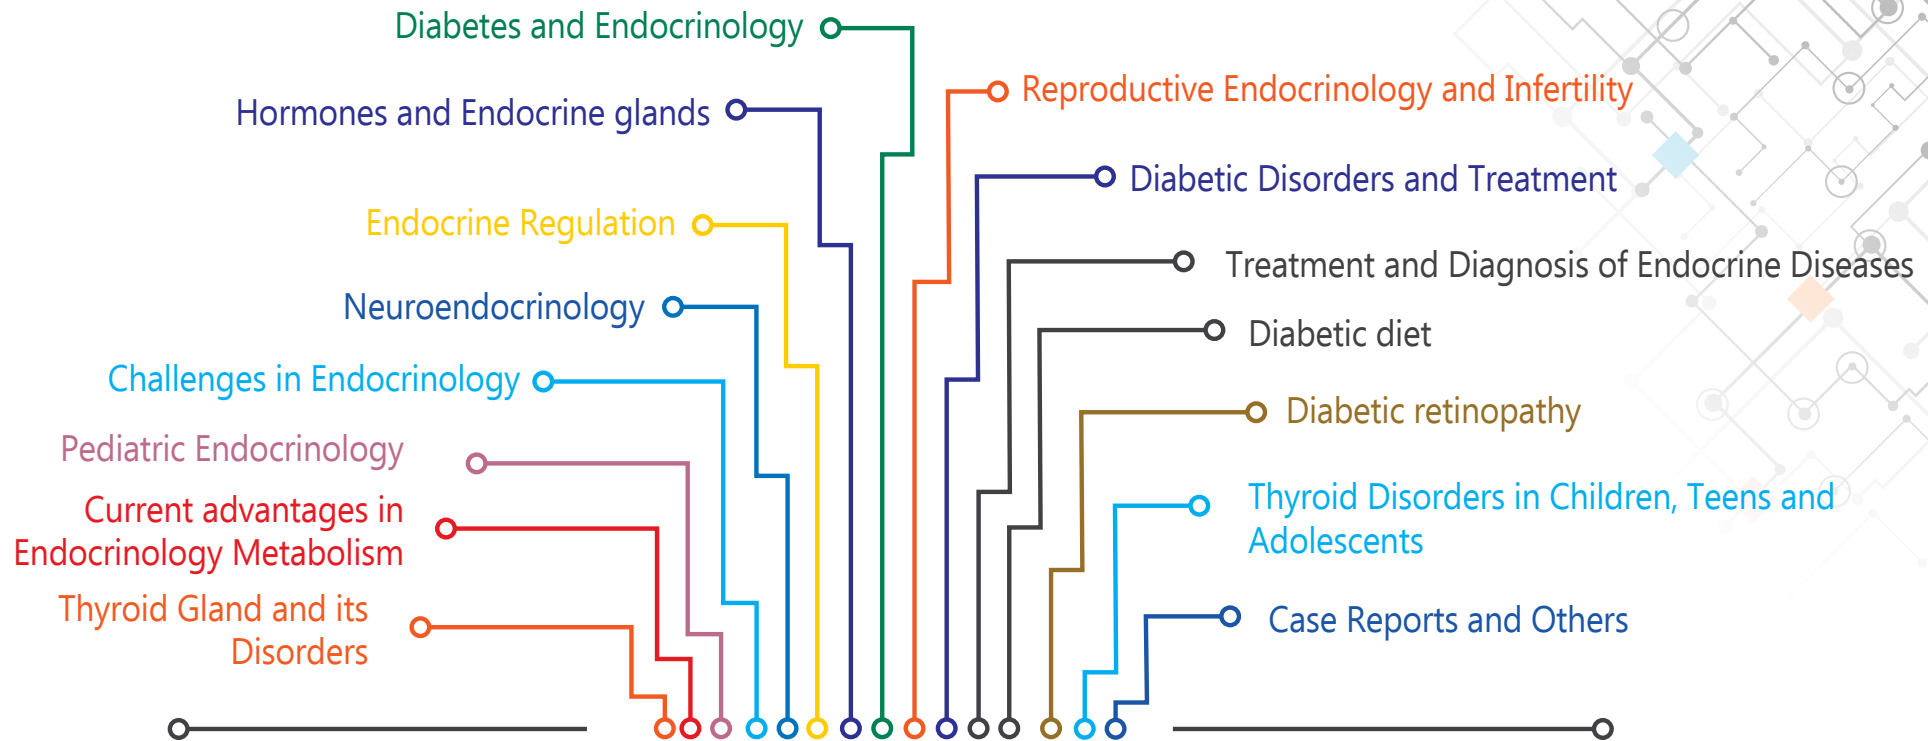 Diabetes and Endocrinology
Hormones and Endocrine glands
Endocrine Regulation
Neuroendocrinology
Challenges in Endocrinology
Pediatric Endocrinology
Current advantages in
Endocrinology Metabolism
Thyroid Gland and its
Disorders
Reproductive Endocrinology and Infertility
Diabetic Disorders and Treatment
Treatment and Diagnosis of Endocrine Diseases
Diabetic diet
Diabetic retinopathy
Thyroid Disorders in Children, Teens and
Adolescents
Case Reports and Others